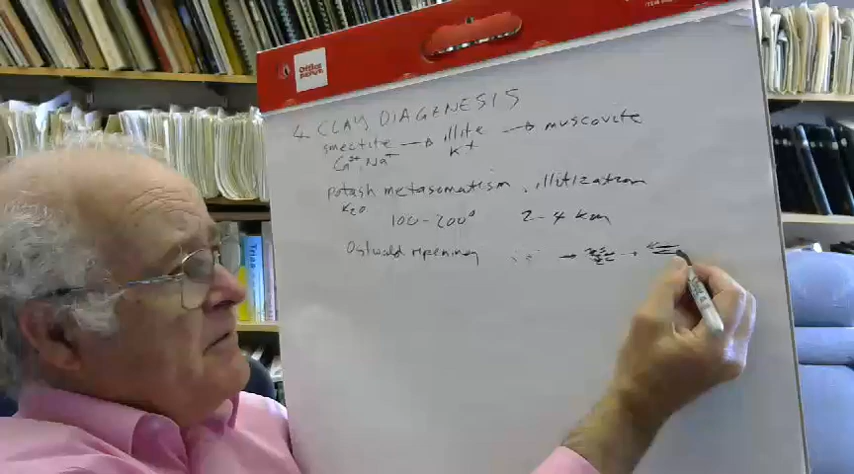 Office DEPOT
4 CLAY DIAGENESIS
smectite → illite → muscovite
Ca²⁺ Na⁺ K+
potash metasomatism, illitization
K₂O 100-200° 2-4 km
Ostwald ripening → →